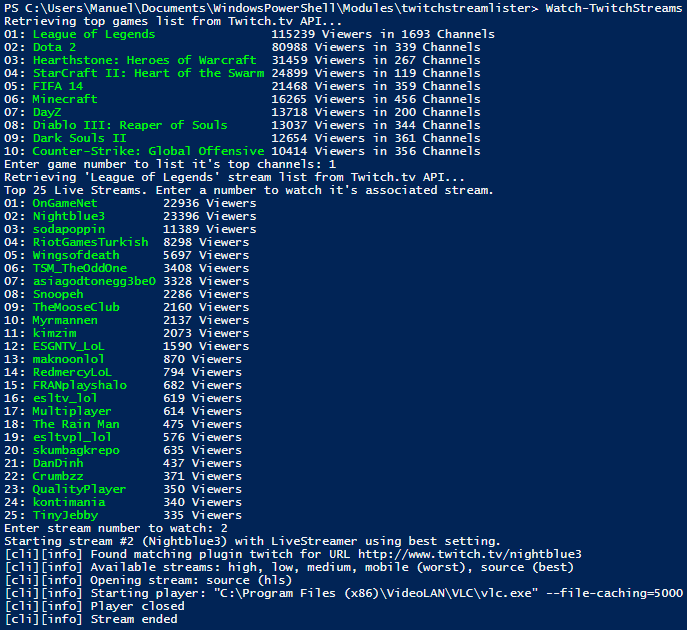 PS C:\Users\Manuel\Documents\WindowsPowerShell\Modules\twitchstreamlister> Watch-TwitchStreams
Retrieving top games list from Twitch.tv API...
01: League of Legends 115239 Viewers in 1693 Channels
02: Dota 2 80988 Viewers in 339 Channels
03: Hearthstone: Heroes of Warcraft 31459 Viewers in 267 Channels
04: StarCraft II: Heart of the Swarm 24899 Viewers in 119 Channels
05: FIFA 14 21468 Viewers in 359 Channels
06: Minecraft 16265 Viewers in 456 Channels
07: DayZ 13718 Viewers in 200 Channels
08: Diablo III: Reaper of Souls 13037 Viewers in 344 Channels
09: Dark Souls II 12654 Viewers in 361 Channels
10: Counter-Strike: Global Offensive 10414 Viewers in 356 Channels
Enter game number to list it's top channels: 1
Retrieving 'League of Legends' stream list from Twitch.tv API...
Top 25 Live Streams. Enter a number to watch it's associated stream.
01: OnGameNet 22936 Viewers
02: Nightblue3 23396 Viewers
03: sodapoppin 11389 Viewers
04: RiotGamesTurkish 8298 Viewers
05: Wingsofdeath 5697 Viewers
06: TSM_TheOddOne 3408 Viewers
07: asiagodtonegg3be0 3328 Viewers
08: Snoopeh 2286 Viewers
09: TheMooseClub 2160 Viewers
10: Myrmannen 2137 Viewers
11: kimzim 2073 Viewers
12: ESGNTV_LoL 1590 Viewers
13: maknoonlol 870 Viewers
14: RedmercyLoL 794 Viewers
15: FRANplayshalo 682 Viewers
16: esltv_lol 619 Viewers
17: Multiplayer 614 Viewers
18: The Rain Man 475 Viewers
19: esltvpl_lol 576 Viewers
20: skumbagkrepo 635 Viewers
21: DanDinh 437 Viewers
22: Crumbzz 371 Viewers
23: QualityPlayer 350 Viewers
24: kontimania 340 Viewers
25: TinyJebby 335 Viewers
Enter stream number to watch: 2
Starting stream #2 (Nightblue3) with LiveStreamer using best setting.
[cli][info] Found matching plugin twitch for URL http://www.twitch.tv/nightblue3
[cli][info] Available streams: high, low, medium, mobile (worst), source (best)
[cli][info] Opening stream: source (hls)
[cli][info] Starting player: "C:\Program Files (x86)\VideoLAN\VLC\vlc.exe" --file-caching=5000
[cli][info] Player closed
[cli][info] Stream ended